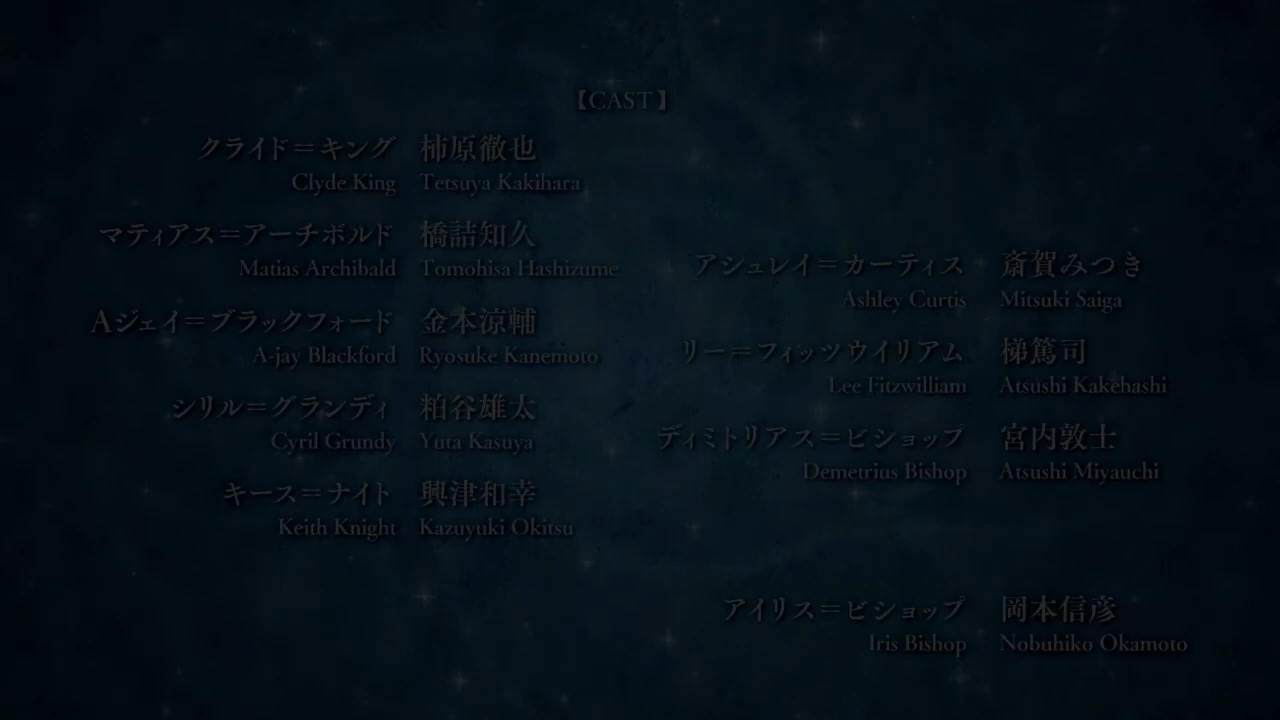 【CAST】
クライド＝キング 柿原徹也
Clyde King Tetsuya Kakihara
マティアス＝アーチボルド 橋詰知久
Matias Archibald Tomohisa Hashizume
Aジェイ＝ブラックフォード 金本涼輔
A-jay Blackford Ryosuke Kanemoto
シリル＝グランディ 粕谷雄太
Cyril Grundy Yuta Kasuya
キース＝ナイト 興津和幸
Keith Knight Kazuyuki Okitsu
アシュレイ＝カーティス 斎賀みつき
Ashley Curtis Mitsuki Saiga
リー＝フィッツウイリアム 梯篤司
Lee Fitzwilliam Atsushi Kakehashi
ディミトリアス＝ビショップ 宮内敦士
Demetrius Bishop Atsushi Miyauchi
アイリス＝ビショップ 岡本信彦
Iris Bishop Nobuhiko Okamoto